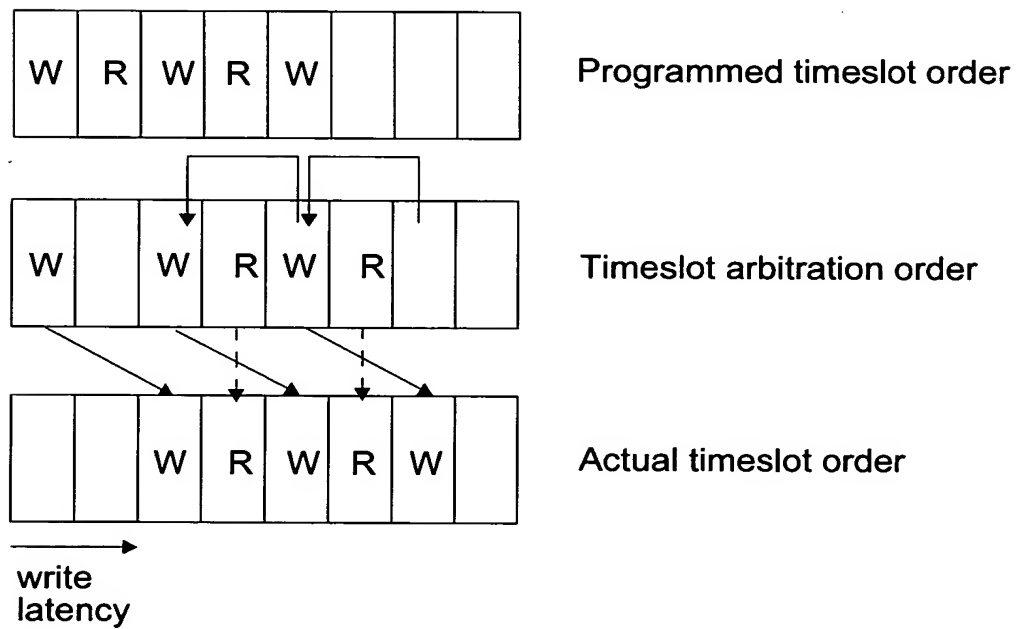 W R W R W
Programmed timeslot order
W W R W R
Timeslot arbitration order
W R W R W
Actual timeslot order
write
latency